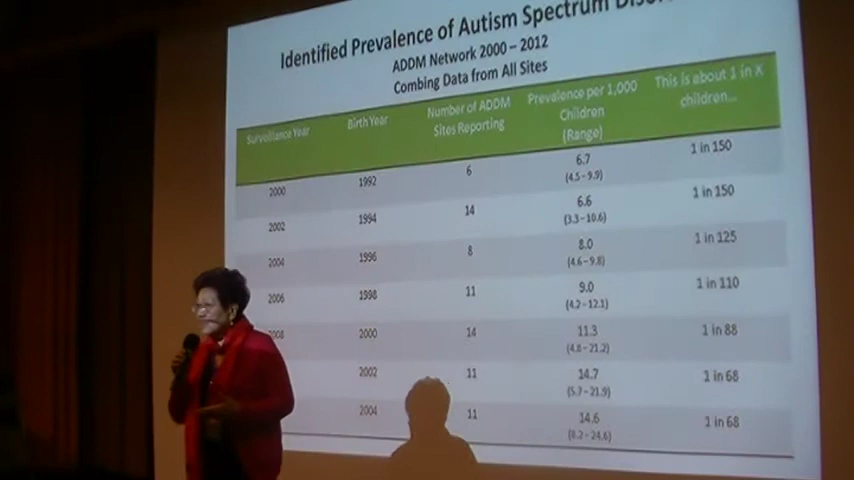 Identified Prevalence of Autism Spectrum
ADDM Network 2000 – 2012
Combing Data from All Sites
Surveillance Year Birth Year Number of ADDM Sites Reporting Prevalence per 1,000 Children (Range) This is about 1 in X children...
2000 1992 6 6.7 (4.5 – 9.9) 1 in 150
2002 1994 14 6.6 (3.3 – 10.6) 1 in 150
2004 1996 8 8.0 (4.6 – 9.8) 1 in 125
2006 1998 11 9.0 (4.2 – 12.1) 1 in 110
2008 2000 14 11.3 (4.8 – 21.2) 1 in 88
2002 11 14.7 (5.7 – 21.9) 1 in 68
2004 11 14.6 (8.2 – 24.6) 1 in 68